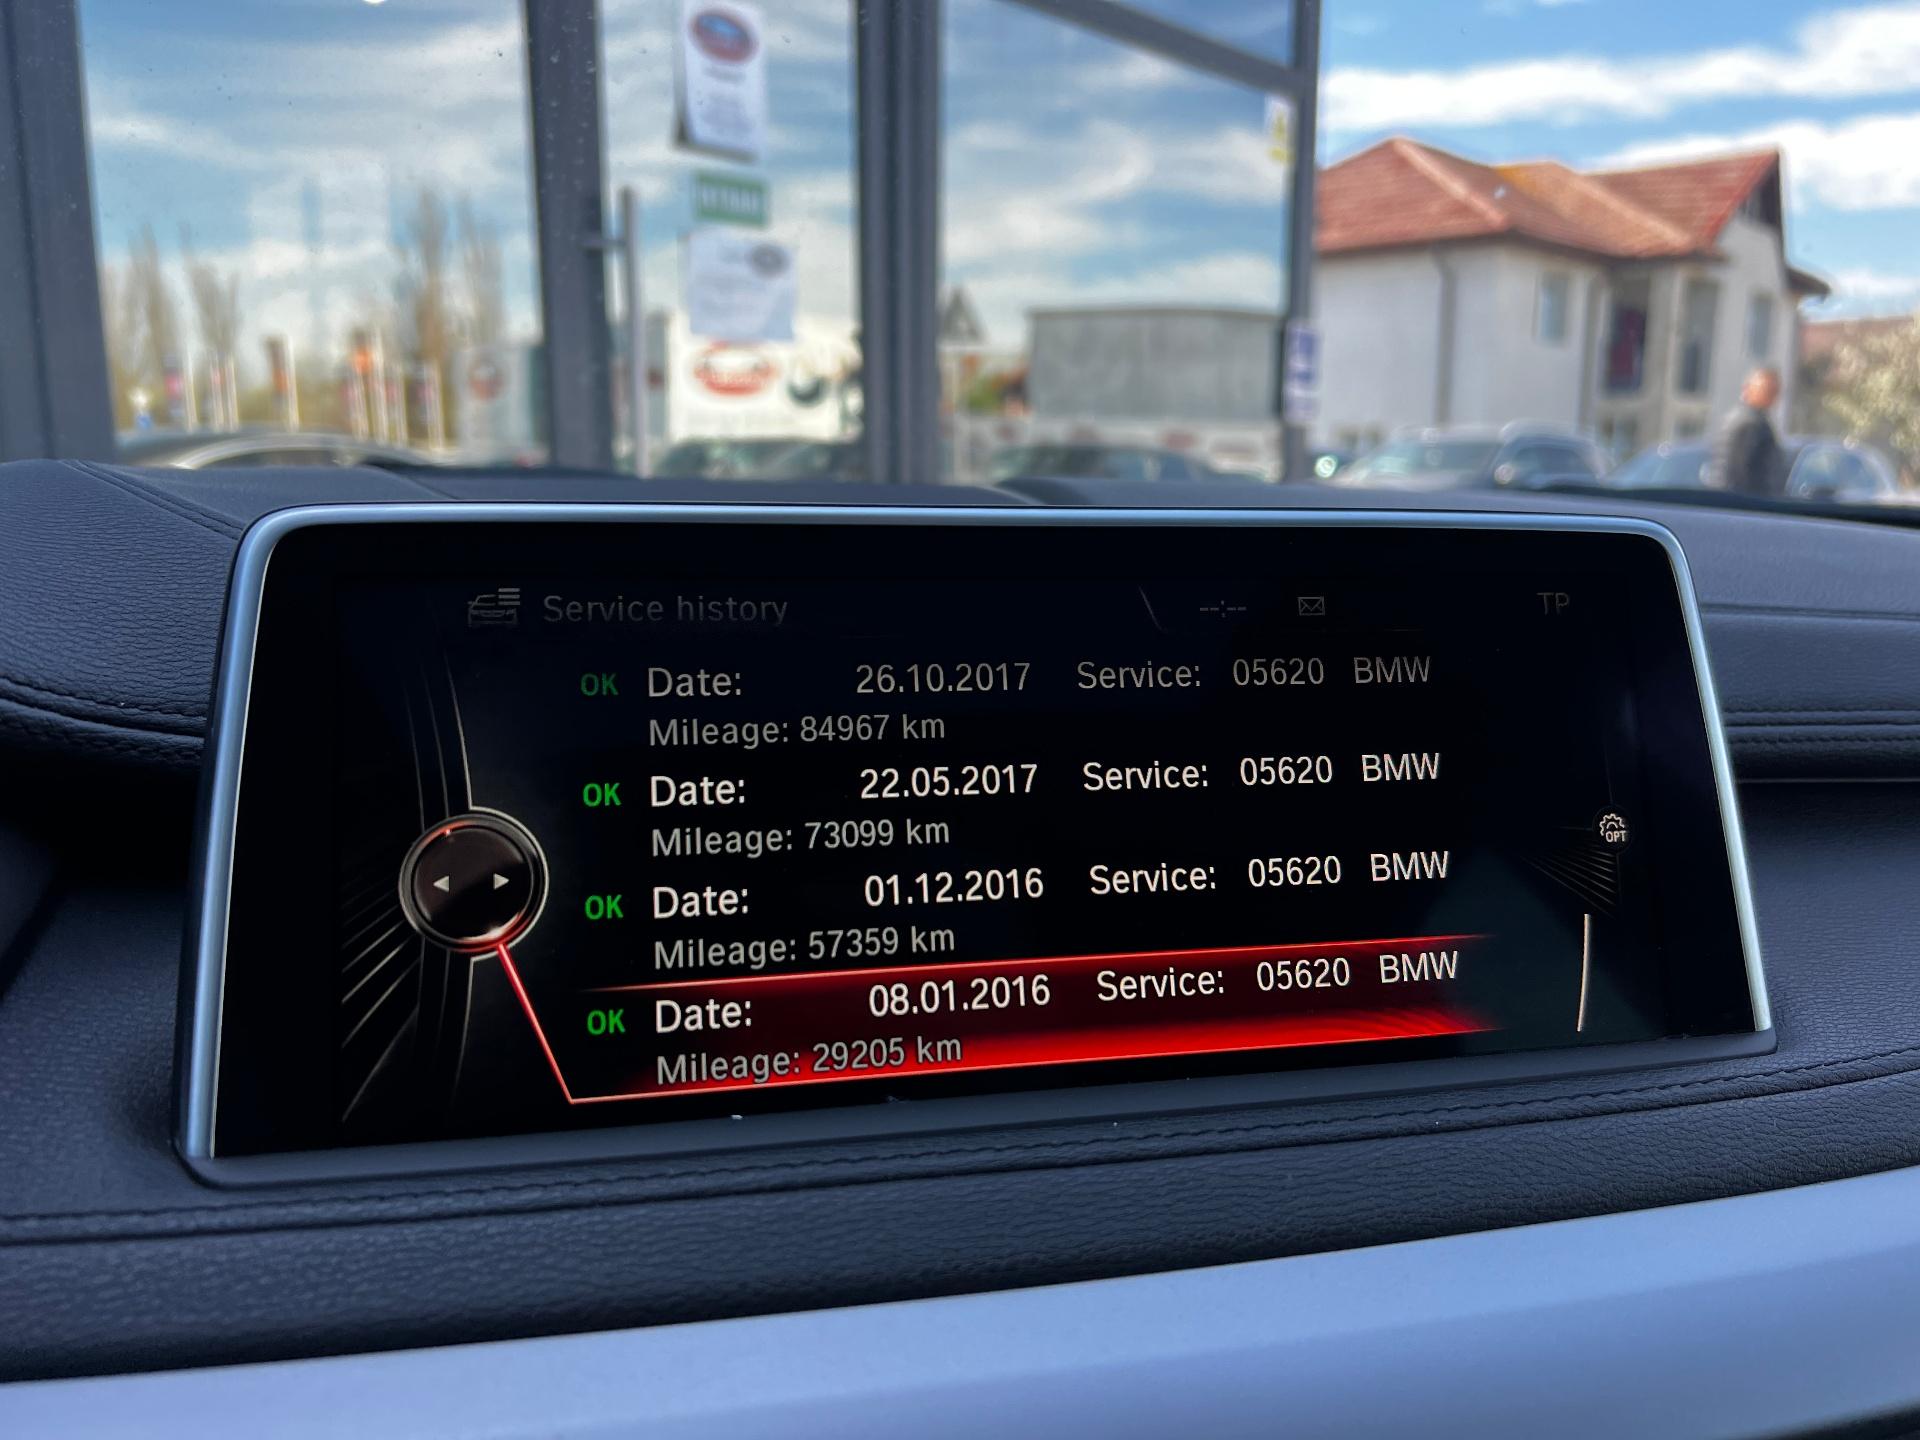 Service history --:-- TP
OK Date: 26.10.2017 Service: 05620 BMW
Mileage: 84967 km
OK Date: 22.05.2017 Service: 05620 BMW
Mileage: 73099 km
OPT
OK Date: 01.12.2016 Service: 05620 BMW
Mileage: 57359 km
OK Date: 08.01.2016 Service: 05620 BMW
Mileage: 29205 km